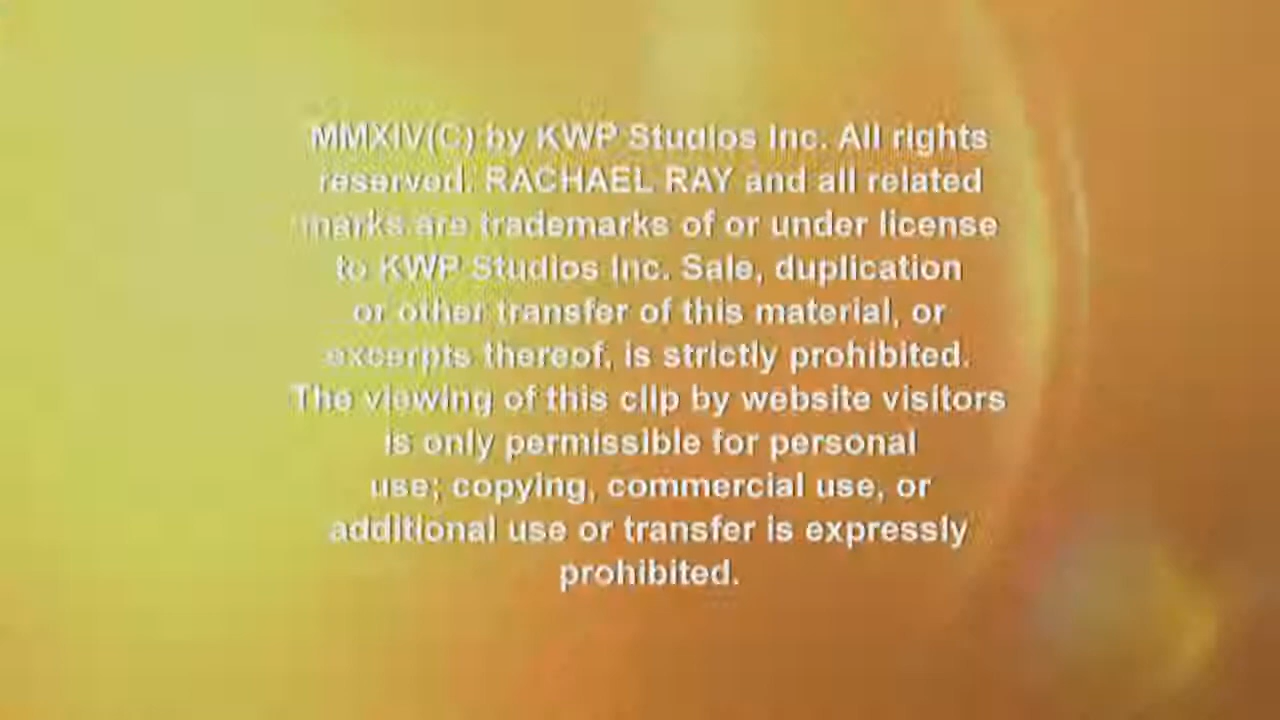 MMXIV(C) by KWP Studios Inc. All rights
reserved. RACHAEL RAY and all related
marks are trademarks of or under license
to KWP Studios Inc. Sale, duplication
or other transfer of this material, or
excerpts thereof, is strictly prohibited.
The viewing of this clip by website visitors
is only permissible for personal
use; copying, commercial use, or
additional use or transfer is expressly
prohibited.